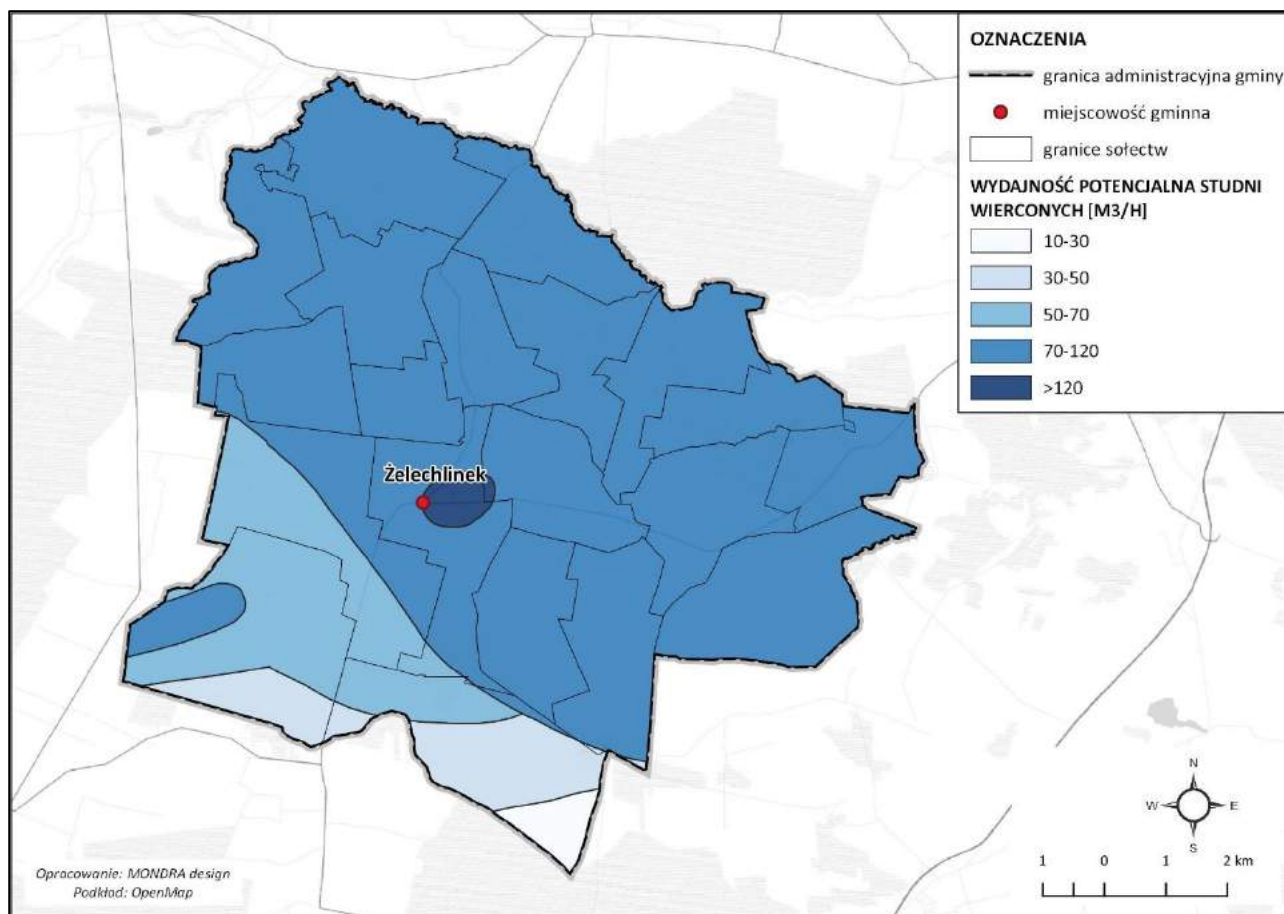 OZNACZENIA
granica administracyjna gminy
miejscowość gminna
granice sołectw
WYDAJNOŚĆ POTENCJALNA STUDNI
WIERCONYCH [M3/H]
10-30
30-50
50-70
70-120
>120
Żelechlinek
N
W E
S
1 0 1 2 km
Opracowanie: MONDRA design
Podkład: OpenMap